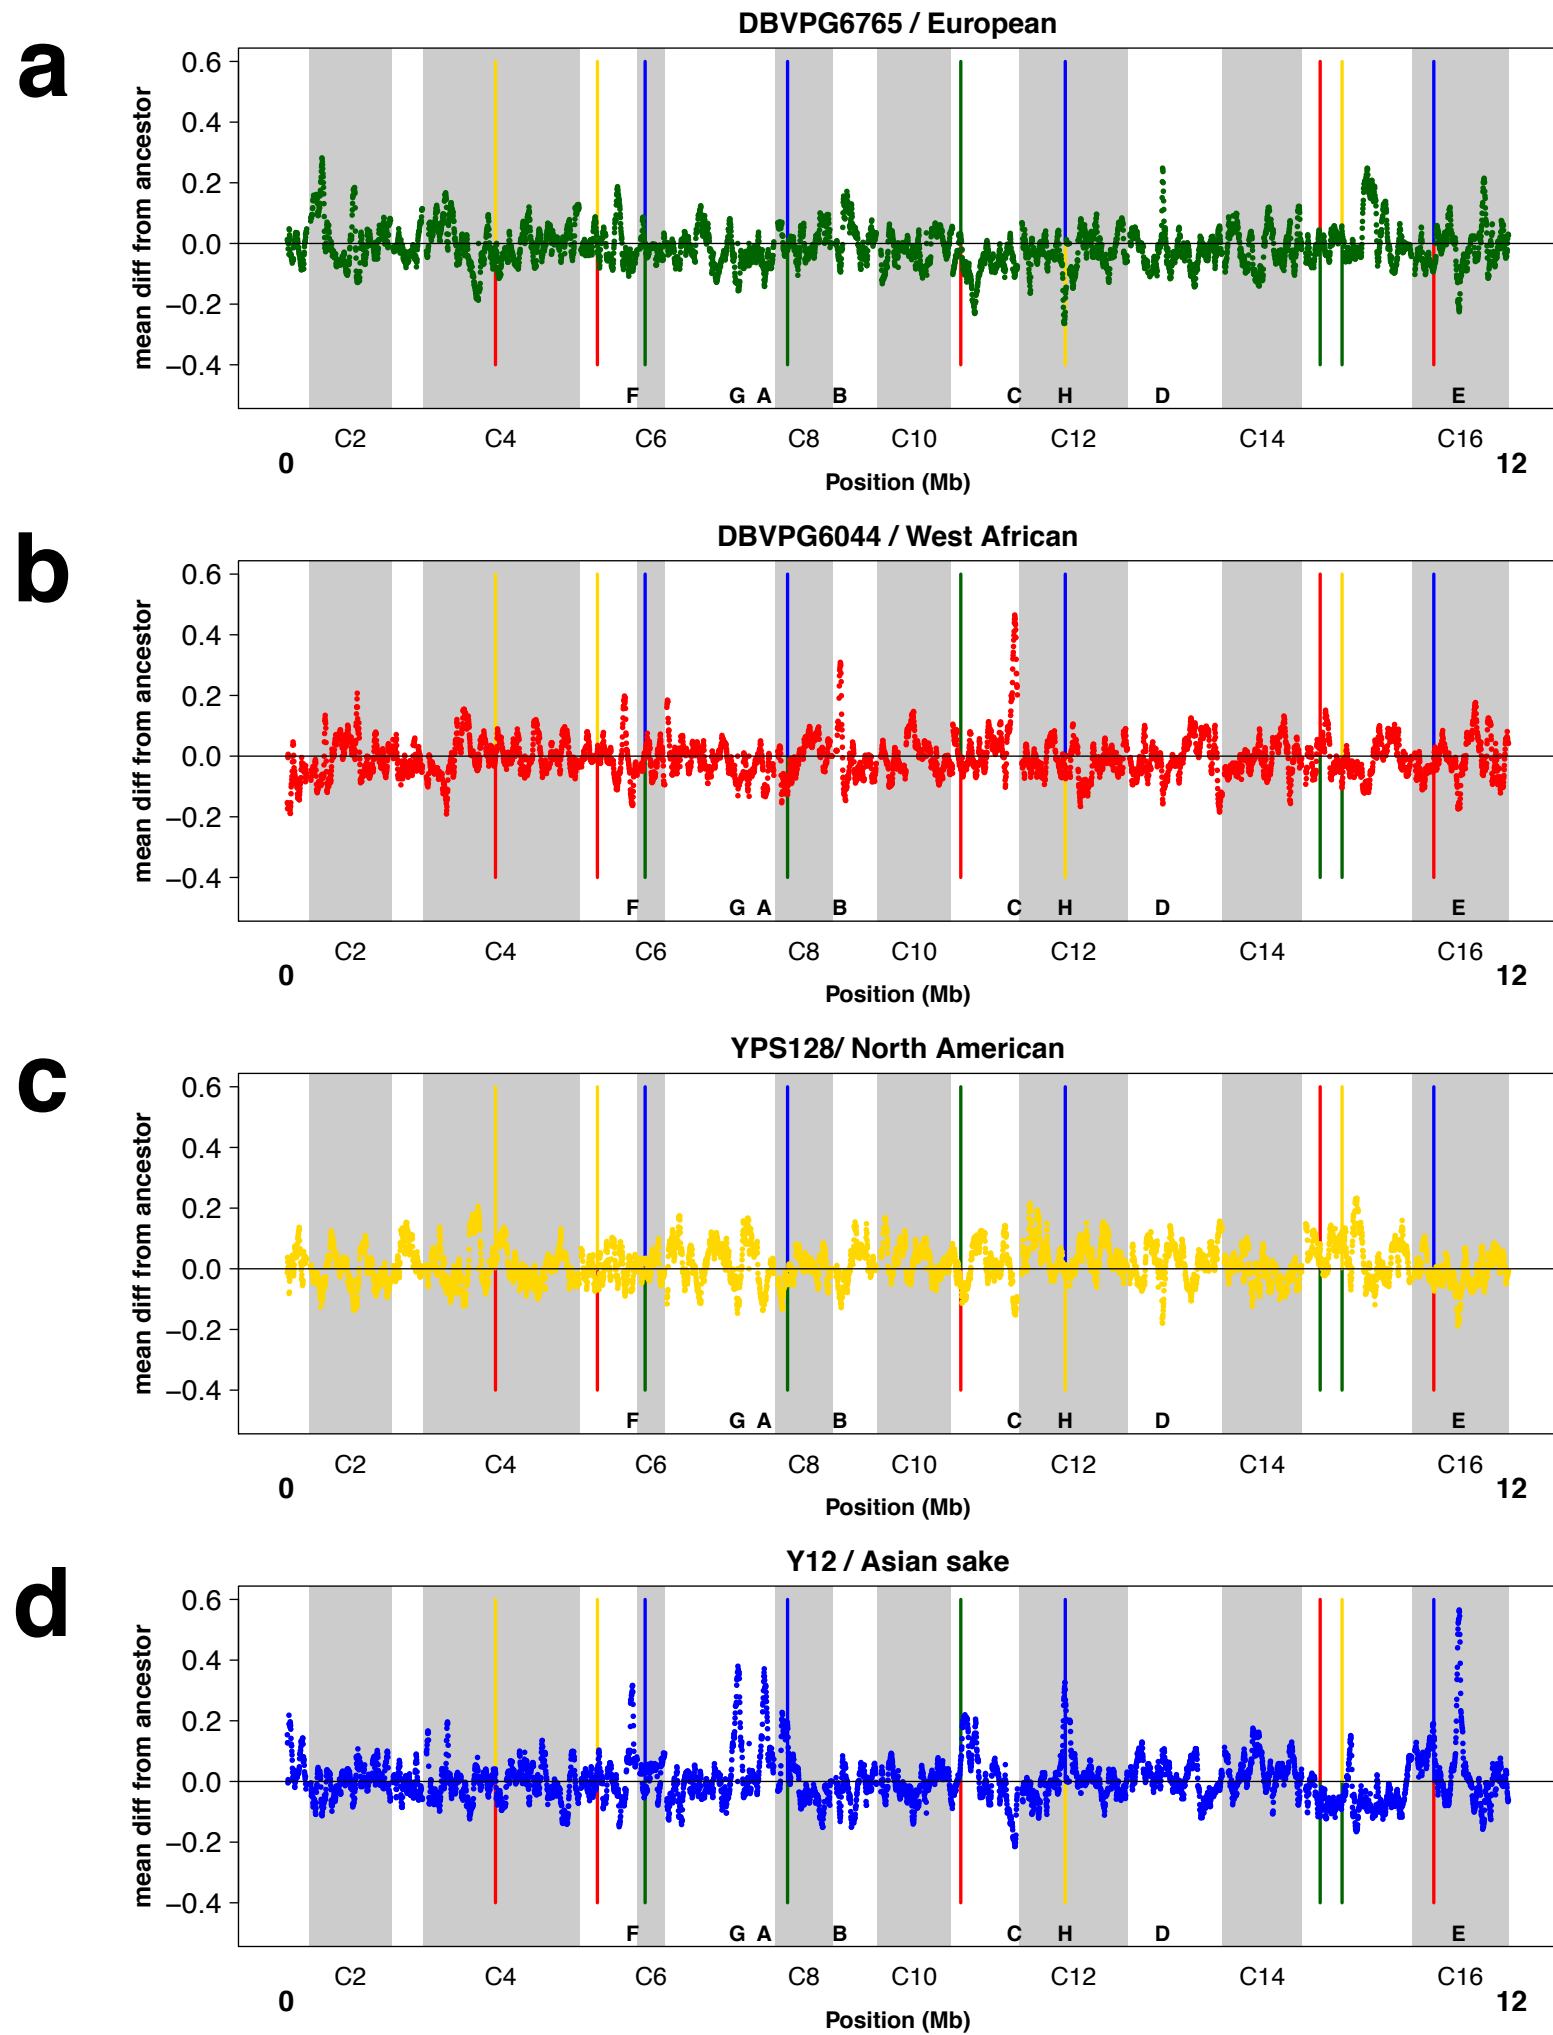 a
DBVPG6765 / European
mean diff from ancestor
0.6
0.4
0.2
0.0
−0.2
−0.4
F G A B C H D E
C2 C4 C6 C8 C10 C12 C14 C16
0 12
Position (Mb)
b
DBVPG6044 / West African
mean diff from ancestor
0.6
0.4
0.2
0.0
−0.2
−0.4
F G A B C H D E
C2 C4 C6 C8 C10 C12 C14 C16
0 12
Position (Mb)
c
YPS128/ North American
mean diff from ancestor
0.6
0.4
0.2
0.0
−0.2
−0.4
F G A B C H D E
C2 C4 C6 C8 C10 C12 C14 C16
0 12
Position (Mb)
d
Y12 / Asian sake
mean diff from ancestor
0.6
0.4
0.2
0.0
−0.2
−0.4
F G A B C H D E
C2 C4 C6 C8 C10 C12 C14 C16
0 12
Position (Mb)